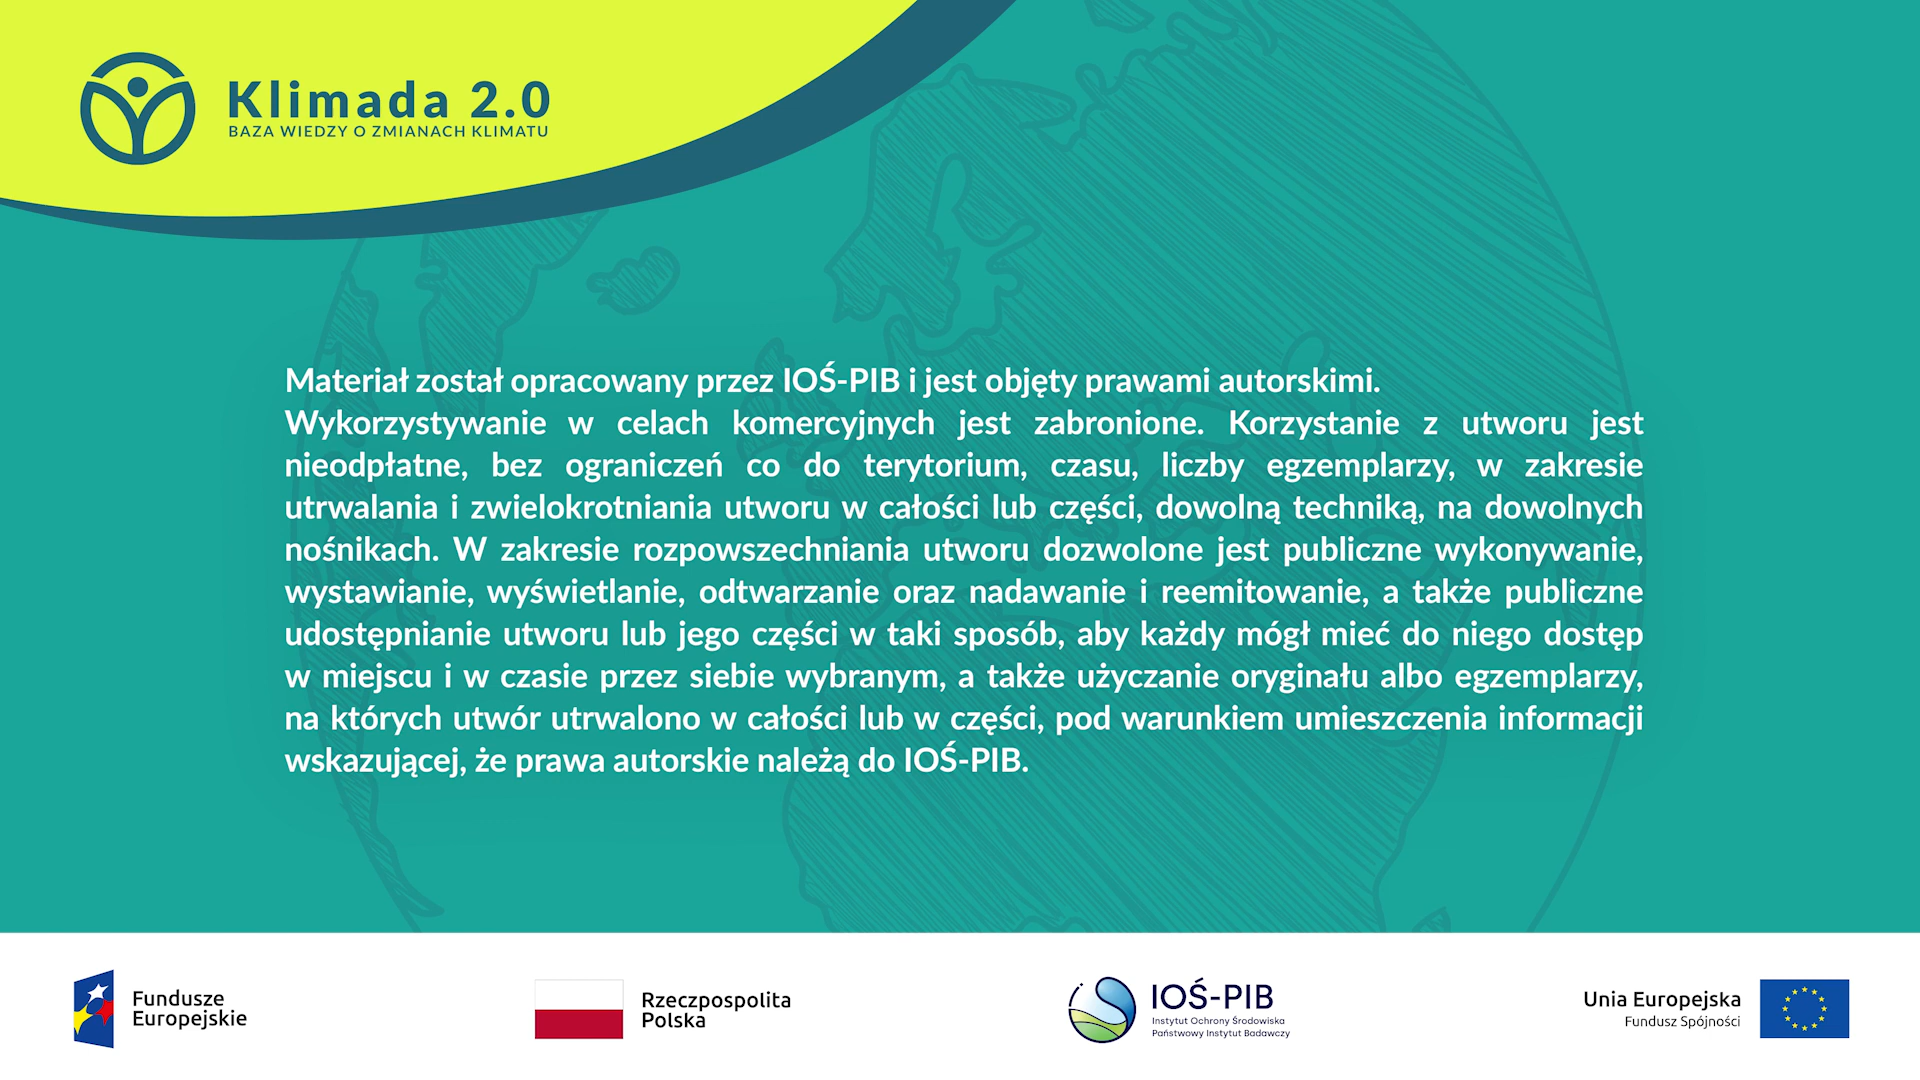 Klimada 2.0
BAZA WIEDZY O ZMIANACH KLIMATU
Materiał został opracowany przez IOŚ-PIB i jest objęty prawami autorskimi.
Wykorzystywanie w celach komercyjnych jest zabronione. Korzystanie z utworu jest
nieodpłatne, bez ograniczeń co do terytorium, czasu, liczby egzemplarzy, w zakresie
utrwalania i zwielokrotniania utworu w całości lub części, dowolną techniką, na dowolnych
nośnikach. W zakresie rozpowszechniania utworu dozwolone jest publiczne wykonywanie,
wystawianie, wyświetlanie, odtwarzanie oraz nadawanie i reemitowanie, a także publiczne
udostępnianie utworu lub jego części w taki sposób, aby każdy mógł mieć do niego dostęp
w miejscu i w czasie przez siebie wybranym, a także użyczanie oryginału albo egzemplarzy,
na których utwór utrwalono w całości lub w części, pod warunkiem umieszczenia informacji
wskazującej, że prawa autorskie należą do IOŚ-PIB.
Fundusze
Europejskie
Rzeczpospolita
Polska
IOŚ-PIB
Instytut Ochrony Środowiska
Państwowy Instytut Badawczy
Unia Europejska
Fundusz Spójności